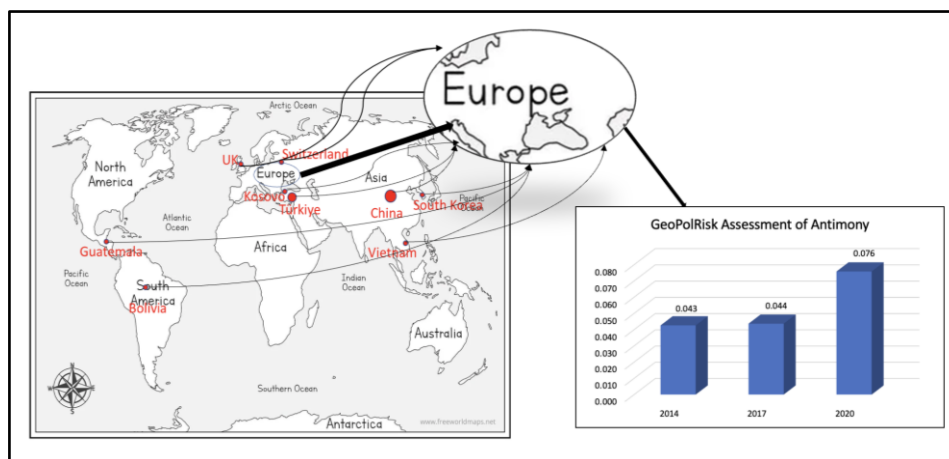 Europe
Arctic Ocean
North
America
UK
Switzerland
Europe
Asia
Kosovo
Türkiye
China
South Korea
Pacific
Ocean
Atlantic
Ocean
Africa
Guatemala
Vietnam
Pacific
Ocean
South
America
Bolivia
Indian
Ocean
Australia
N
W
E
S
Southern Ocean
Antarctica
www.freeworldmaps.net
GeoPolRisk Assessment of Antimony
0.080
0.070
0.060
0.050
0.040
0.030
0.020
0.010
0.000
0.043
0.044
0.076
2014
2017
2020